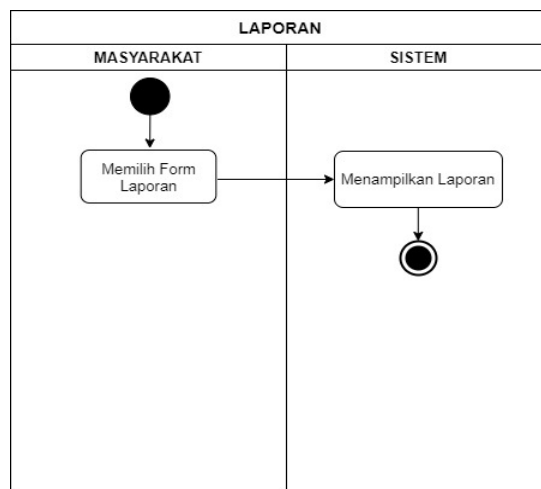 LAPORAN
MASYARAKAT
SISTEM
Memilih Form
Laporan
Menampilkan Laporan